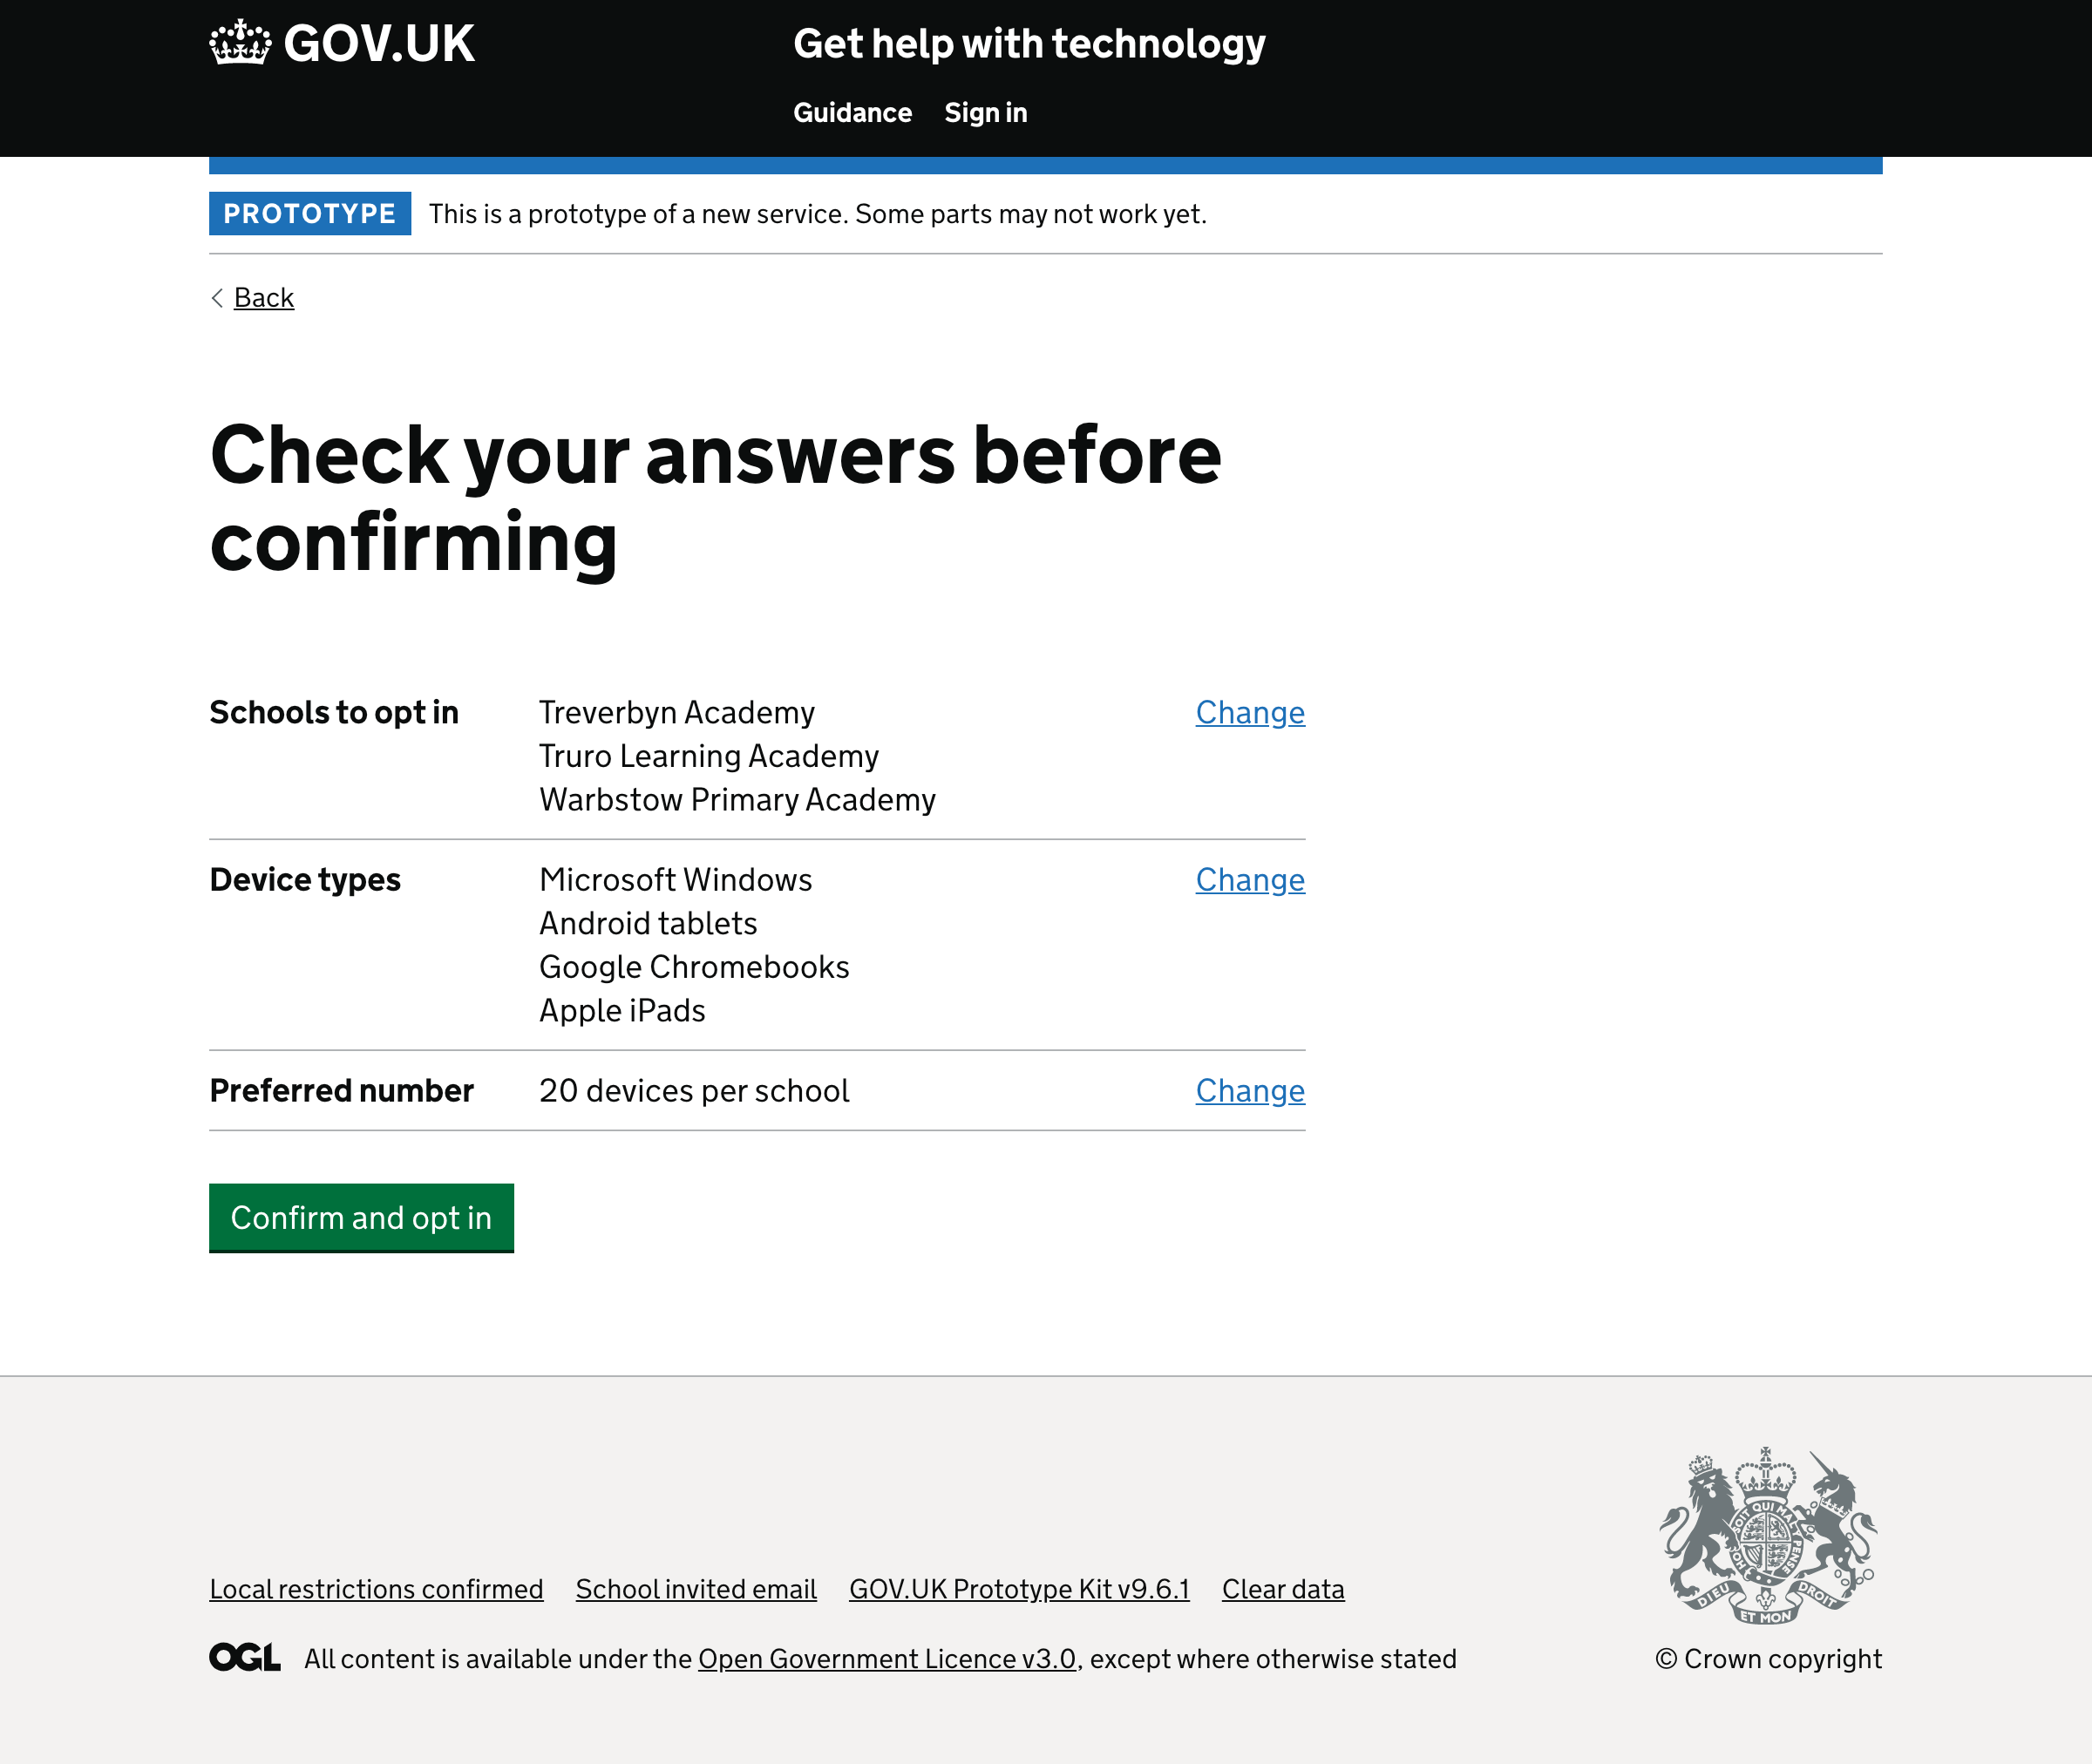 GOV.UK
Get help with technology
Guidance Sign in
PROTOTYPE This is a prototype of a new service. Some parts may not work yet.
Back
Check your answers before
confirming
Schools to opt in Treverbyn Academy Change
Truro Learning Academy
Warbstow Primary Academy
Device types Microsoft Windows Change
Android tablets
Google Chromebooks
Apple iPads
Preferred number 20 devices per school Change
Confirm and opt in
Local restrictions confirmed School invited email GOV.UK Prototype Kit v9.6.1 Clear data
OGL All content is available under the Open Government Licence v3.0, except where otherwise stated
SOIT QUI MAL PENSE
DIEU ET MON DROIT
© Crown copyright